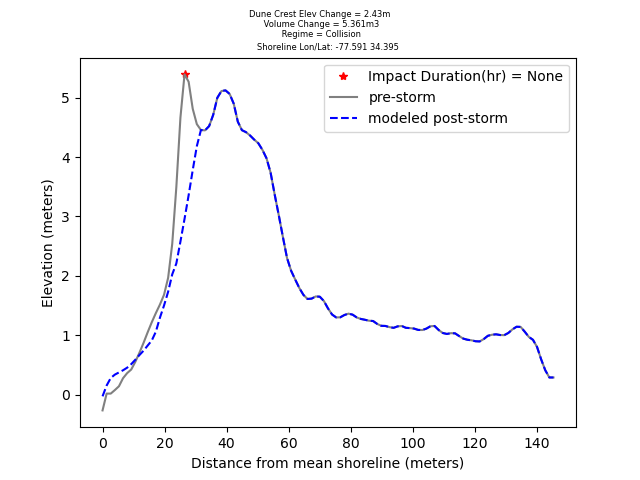 Dune Crest Elev Change = 2.43m
Volume Change = 5.361m3
Regime = Collision
Shoreline Lon/Lat: -77.591 34.395
Impact Duration(hr) = None
pre-storm
modeled post-storm
Elevation (meters)
5
4
3
2
1
0
0 20 40 60 80 100 120 140
Distance from mean shoreline (meters)